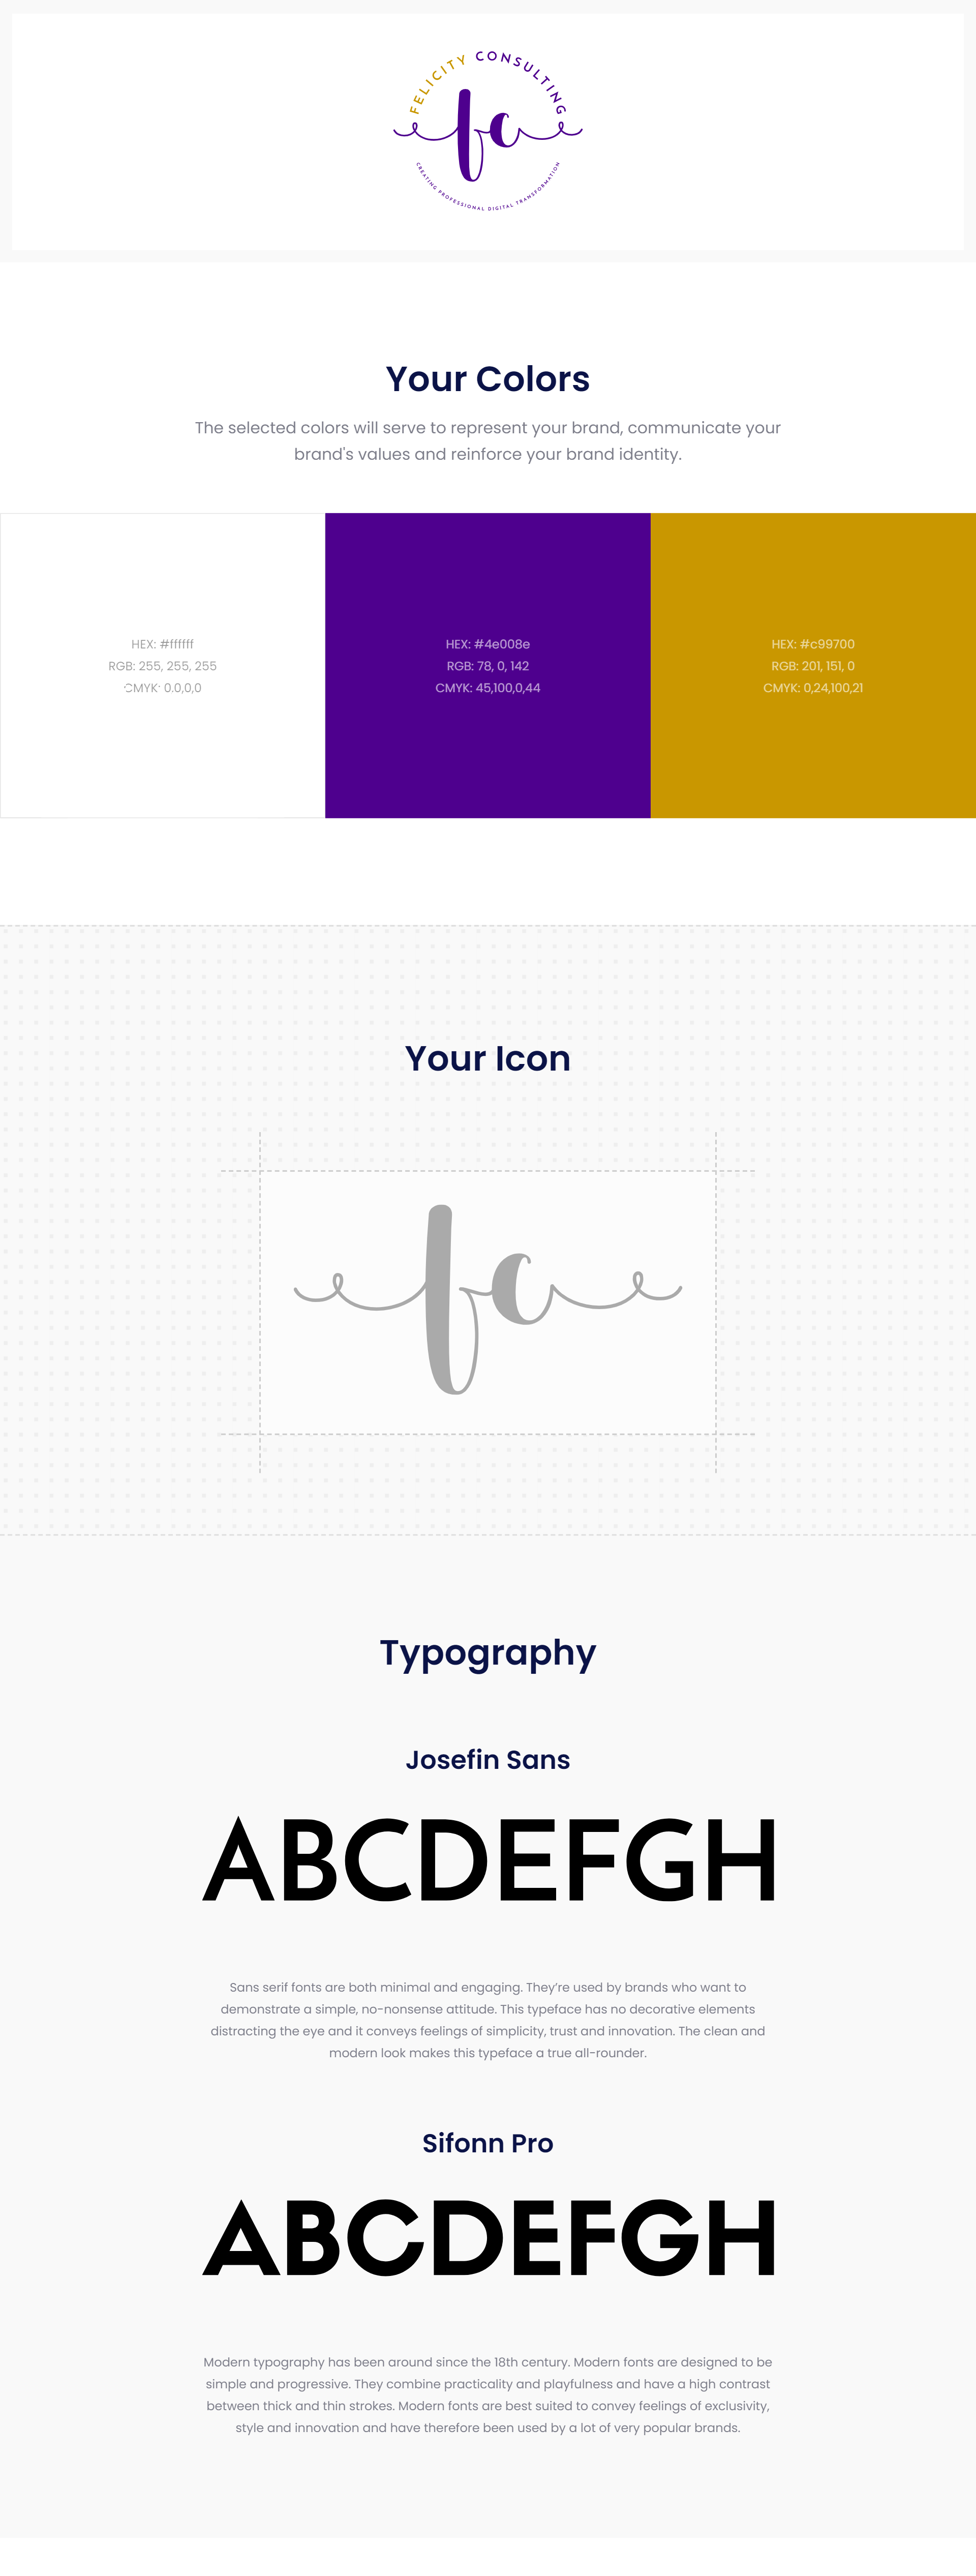 FELICITY CONSULTING
fc
CREATING PROFESSIONAL DIGITAL TRANSFORMATION
Your Colors
The selected colors will serve to represent your brand, communicate your
brand's values and reinforce your brand identity.
HEX: #ffffff
RGB: 255, 255, 255
CMYK: 0.0,0,0
HEX: #4e008e
RGB: 78, 0, 142
CMYK: 45,100,0,44
HEX: #c99700
RGB: 201, 151, 0
CMYK: 0,24,100,21
Your Icon
fc
Typography
Josefin Sans
ABCDEFGH
Sans serif fonts are both minimal and engaging. They’re used by brands who want to
demonstrate a simple, no-nonsense attitude. This typeface has no decorative elements
distracting the eye and it conveys feelings of simplicity, trust and innovation. The clean and
modern look makes this typeface a true all-rounder.
Sifonn Pro
ABCDEFGH
Modern typography has been around since the 18th century. Modern fonts are designed to be
simple and progressive. They combine practicality and playfulness and have a high contrast
between thick and thin strokes. Modern fonts are best suited to convey feelings of exclusivity,
style and innovation and have therefore been used by a lot of very popular brands.